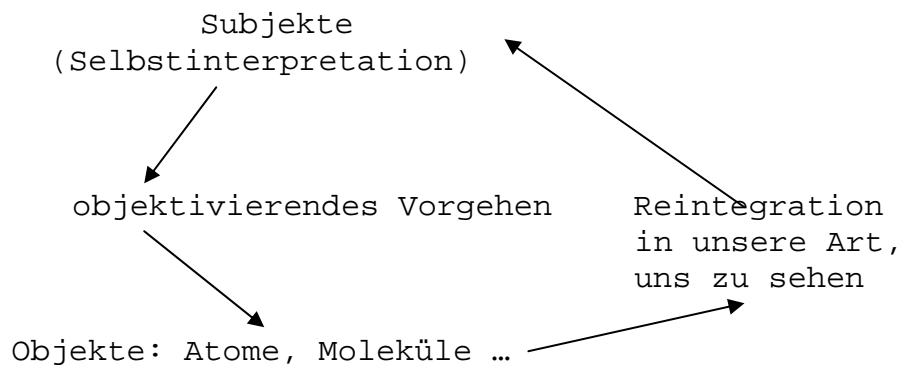 Subjekte
(Selbstinterpretation)
objektivierendes Vorgehen
Reintegration
in unsere Art,
uns zu sehen
Objekte: Atome, Moleküle …